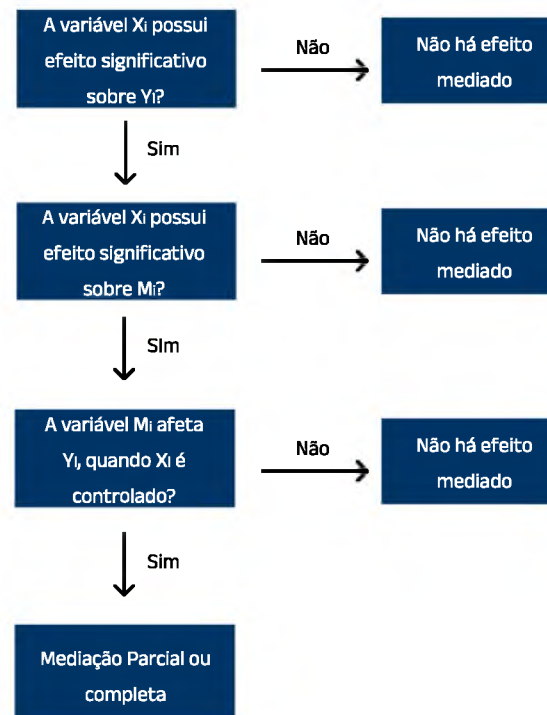 A variável Xi possui
efeito significativo
sobre Yi?
Não
Não há efeito
mediado
Sim
A variável Xi possui
efeito significativo
sobre Mi?
Não
Não há efeito
mediado
Sim
A variável Mi afeta
Yi, quando Xi é
controlado?
Não
Não há efeito
mediado
Sim
Mediação Parcial ou
completa